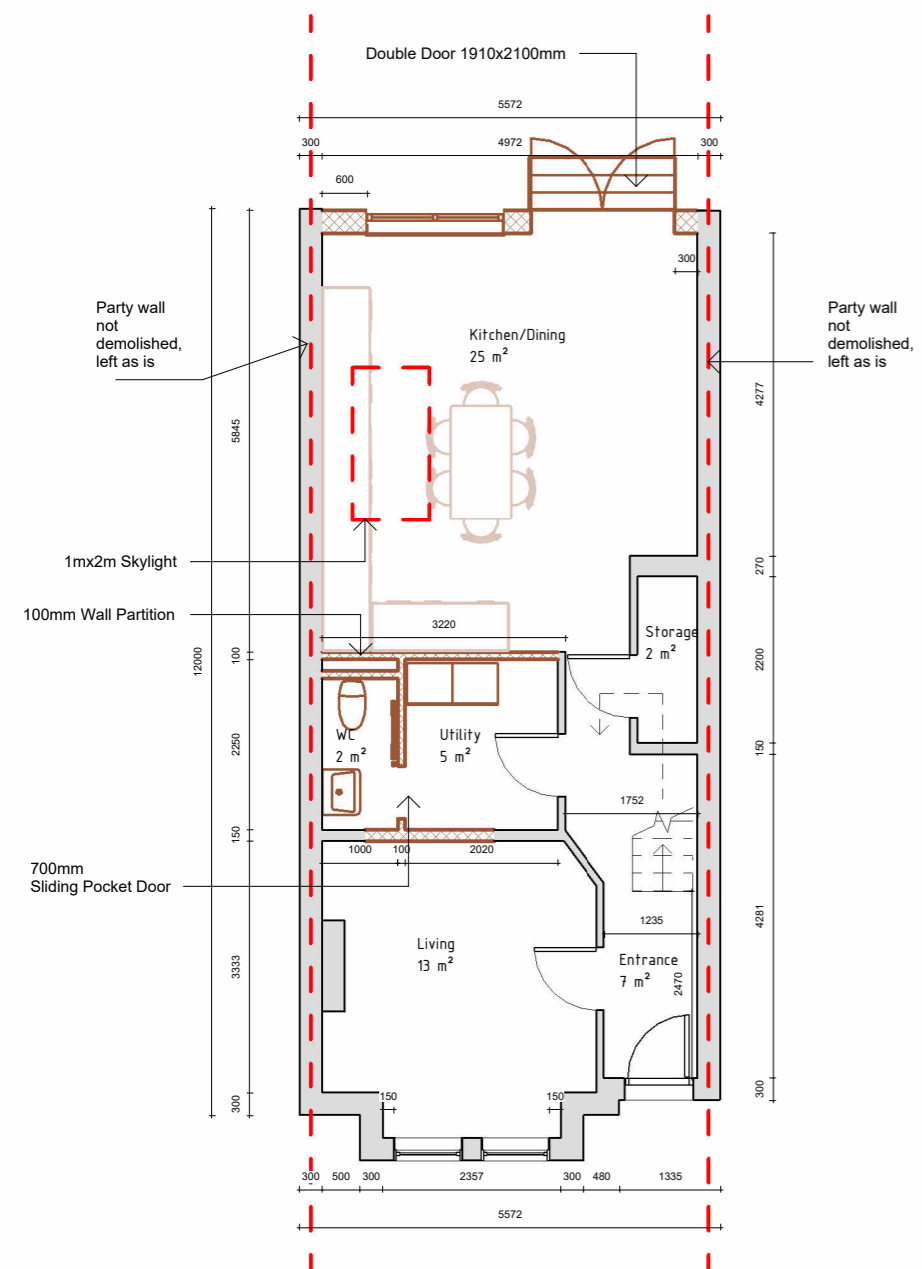 Double Door 1910x2100mm
5572
300
4972
300
600
300
Party wall
not
demolished,
left as is
Kitchen/Dining
25 m²
Party wall
not
demolished,
left as is
4277
5845
1mx2m Skylight
270
100mm Wall Partition
3220
Storage
2 m²
12000
100
2200
WC
2 m²
Utility
5 m²
2250
150
1752
150
1000
100
2020
700mm
Sliding Pocket Door
1235
4281
Living
13 m²
Entrance
7 m²
2470
3333
150
150
300
300
300
500
300
2357
300
480
1335
5572